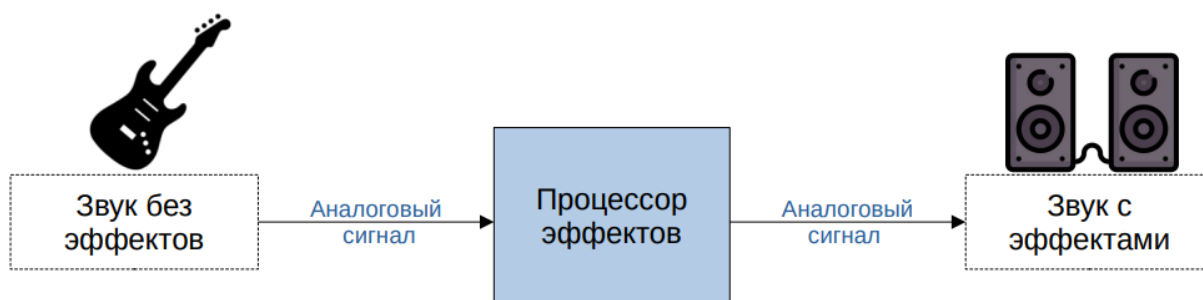 Звук без
эффектов
Аналоговый
сигнал
Процессор
эффектов
Аналоговый
сигнал
Звук с
эффектами